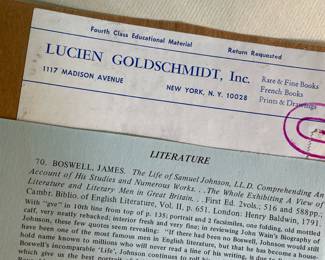 Fourth Class Educational Material
Return Requested
LUCIEN GOLDSCHMIDT, Inc.
1117 MADISON AVENUE
NEW YORK, N. Y. 10028
Rare & Fine Books
French Books
Prints & Drawings
LITERATURE
70. BOSWELL, JAMES. The Life of Samuel Johnson, LL.D. Comprehending An
Account of His Studies and Numerous Works. . .The Whole Exhibiting A View of
Literature and Literary Men in Great Britain. . First Ed. 2vols.; 516 and 588pp.;
Cambr. Biblio. of English Literature, Vol. II, p. 651. London: Henry Baldwin, 1791.
With "gve" in 10th line from top of p. 135; portrait and 2 facsimiles, one folding, old mottled
calf, very neatly rebacked; interior fresh and very fine; in reviewing John Wain's Biography of
Johnson, these few quotes seem revealing: "If there had been no Boswell, Johnson would still
have been one of the most famous men in English literature, but that he has become a house-
hold name known to millions who will never read a line of his writing, is due to
Boswell's incomparable 'Life', Johnson continues to
which give us the best portrait